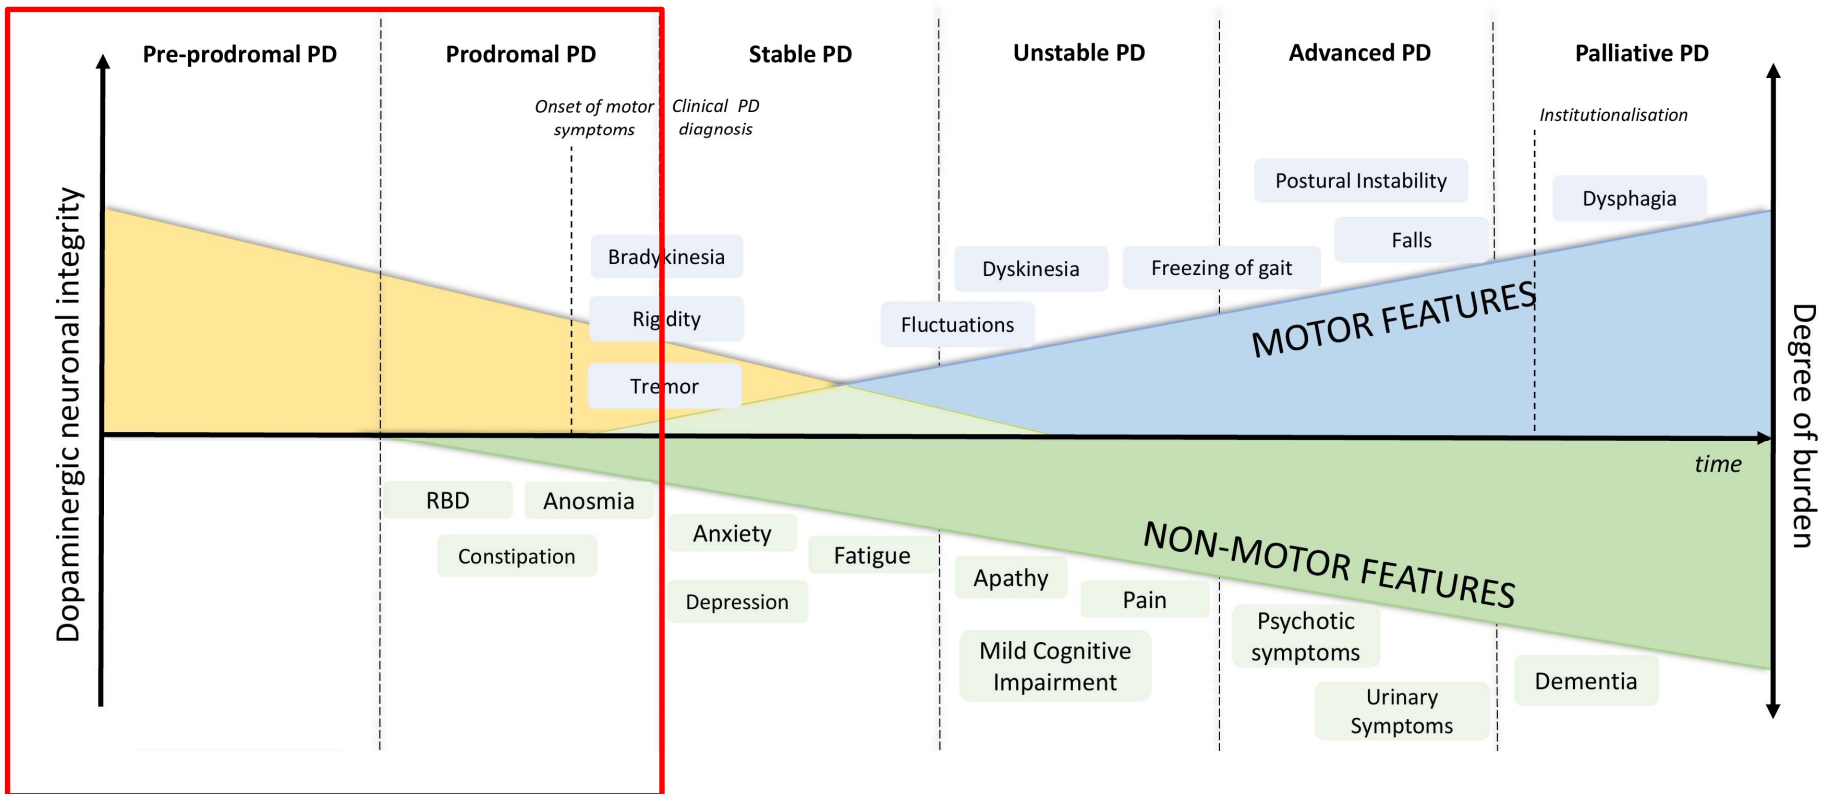 Pre-prodromal PD
Prodromal PD
Stable PD
Unstable PD
Advanced PD
Palliative PD
Onset of motor
symptoms
Clinical PD
diagnosis
Institutionalisation
Dopaminergic neuronal integrity
Degree of burden
Bradykinesia
Rigidity
Tremor
Fluctuations
Dyskinesia
Freezing of gait
Postural Instability
Falls
Dysphagia
MOTOR FEATURES
time
NON-MOTOR FEATURES
RBD
Anosmia
Constipation
Anxiety
Fatigue
Depression
Apathy
Pain
Mild Cognitive
Impairment
Psychotic
symptoms
Urinary
Symptoms
Dementia